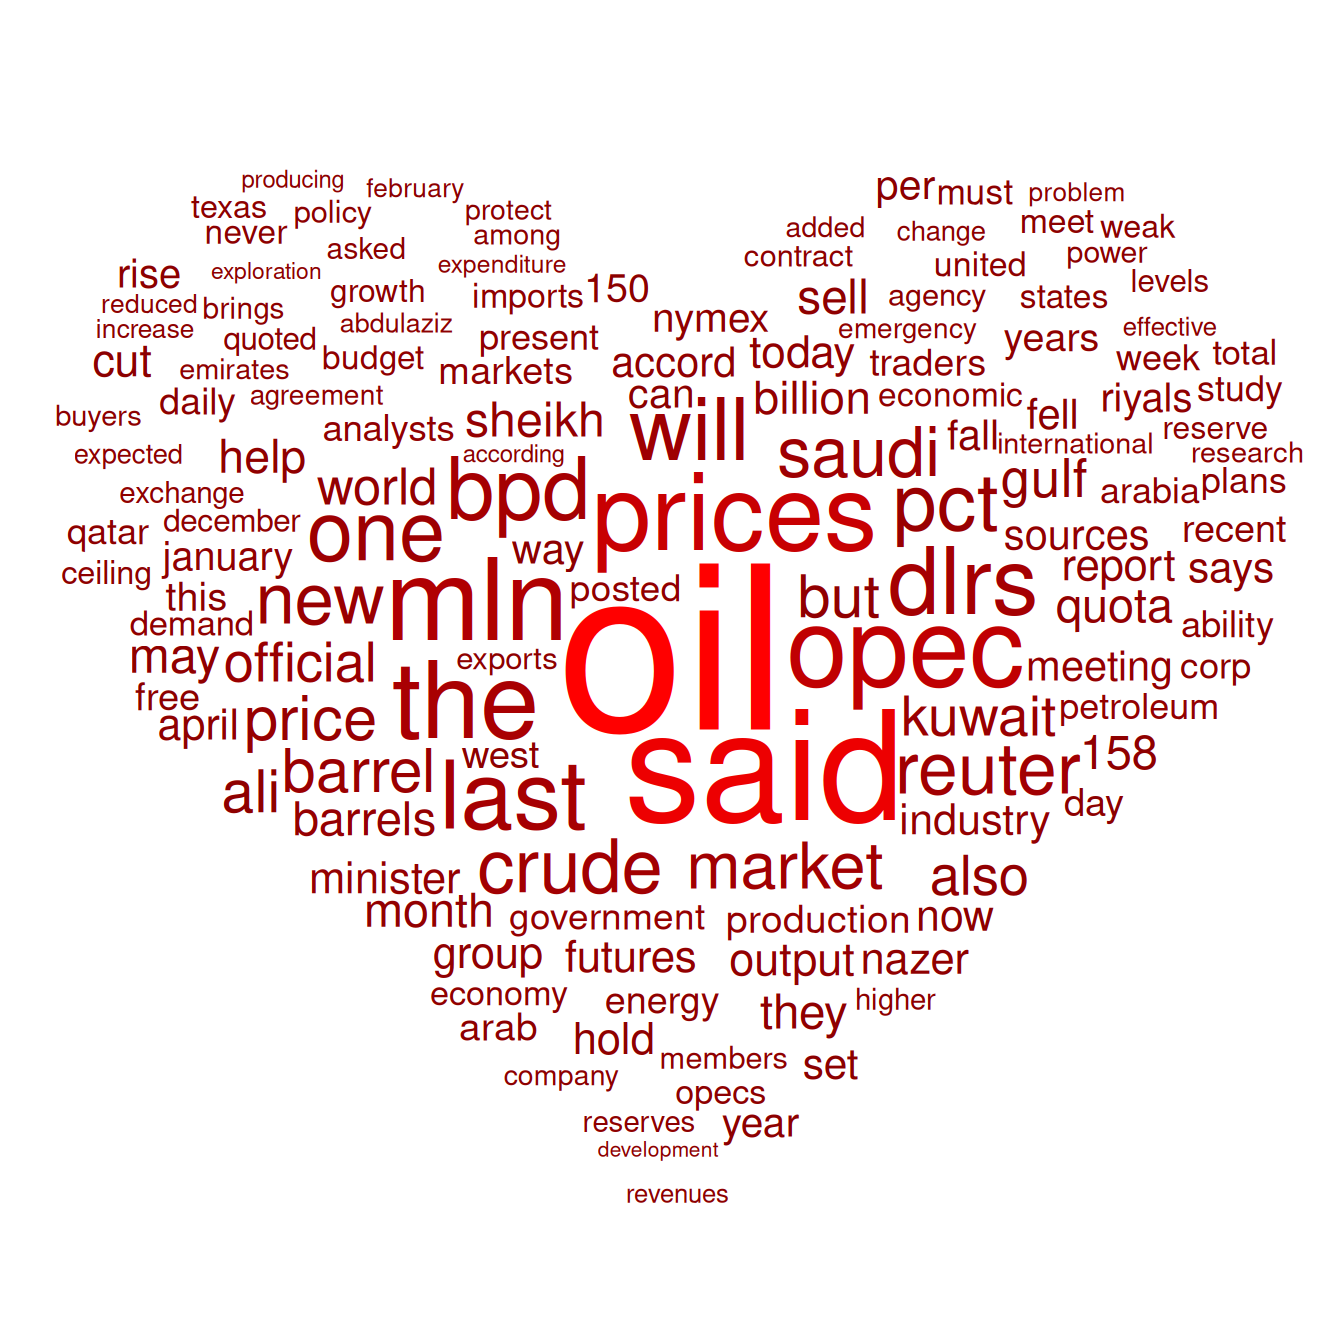 producing
february
per
must
problem
texas
policy
protect
added
change
meet
weak
never
asked
among
contract
united
power
rise
exploration
expenditure
sell
agency
states
levels
reduced
brings
growth
imports
150
nymex
emergency
years
effective
increase
quoted
abdulaziz
present
accord
today
traders
week
total
cut
emirates
budget
markets
can
billion
economic
riyals
study
buyers
daily
agreement
analysts
sheikh
will
saudi
fall
fell
reserve
expected
help
according
international
research
exchange
world
bpd
prices
pct
gulf
arabia
plans
qatar
december
one
way
sources
recent
ceiling
january
this
new
mln
posted
oil
but
dlrs
report
says
demand
quota
ability
may
official
exports
opec
meeting
corp
free
april
price
the
said
kuwait
petroleum
ali
barrel
west
last
reuter
158
barrels
industry
day
minister
crude
market
also
month
government
production
now
group
futures
output
nazer
economy
energy
they
higher
arab
hold
members
set
company
opecs
reserves
year
development
revenues